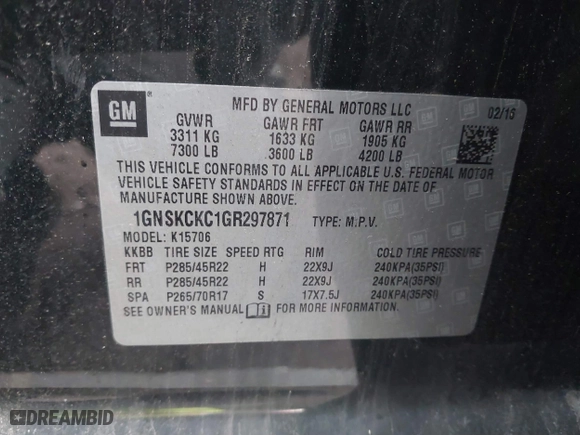 GM
MFD BY GENERAL MOTORS LLC 02/15
GVWR GAWR FRT GAWR RR
3311 KG 1633 KG 1905 KG
7300 LB 3600 LB 4200 LB
THIS VEHICLE CONFORMS TO ALL APPLICABLE U.S. FEDERAL MOTOR
VEHICLE SAFETY STANDARDS IN EFFECT ON THE DATE OF
MANUFACTURE SHOWN ABOVE.
1GNSKCKC1GR297871 TYPE: M.P.V.
MODEL: K15706
KKBB TIRE SIZE SPEED RTG RIM COLD TIRE PRESSURE
FRT P285/45R22 H 22X9J 240KPA(35PSI)
RR P285/45R22 H 22X9J 240KPA(35PSI)
SPA P265/70R17 S 17X7.5J 240KPA(35PSI)
SEE OWNER'S MANUAL FOR MORE INFORMATION.
DREAMBID